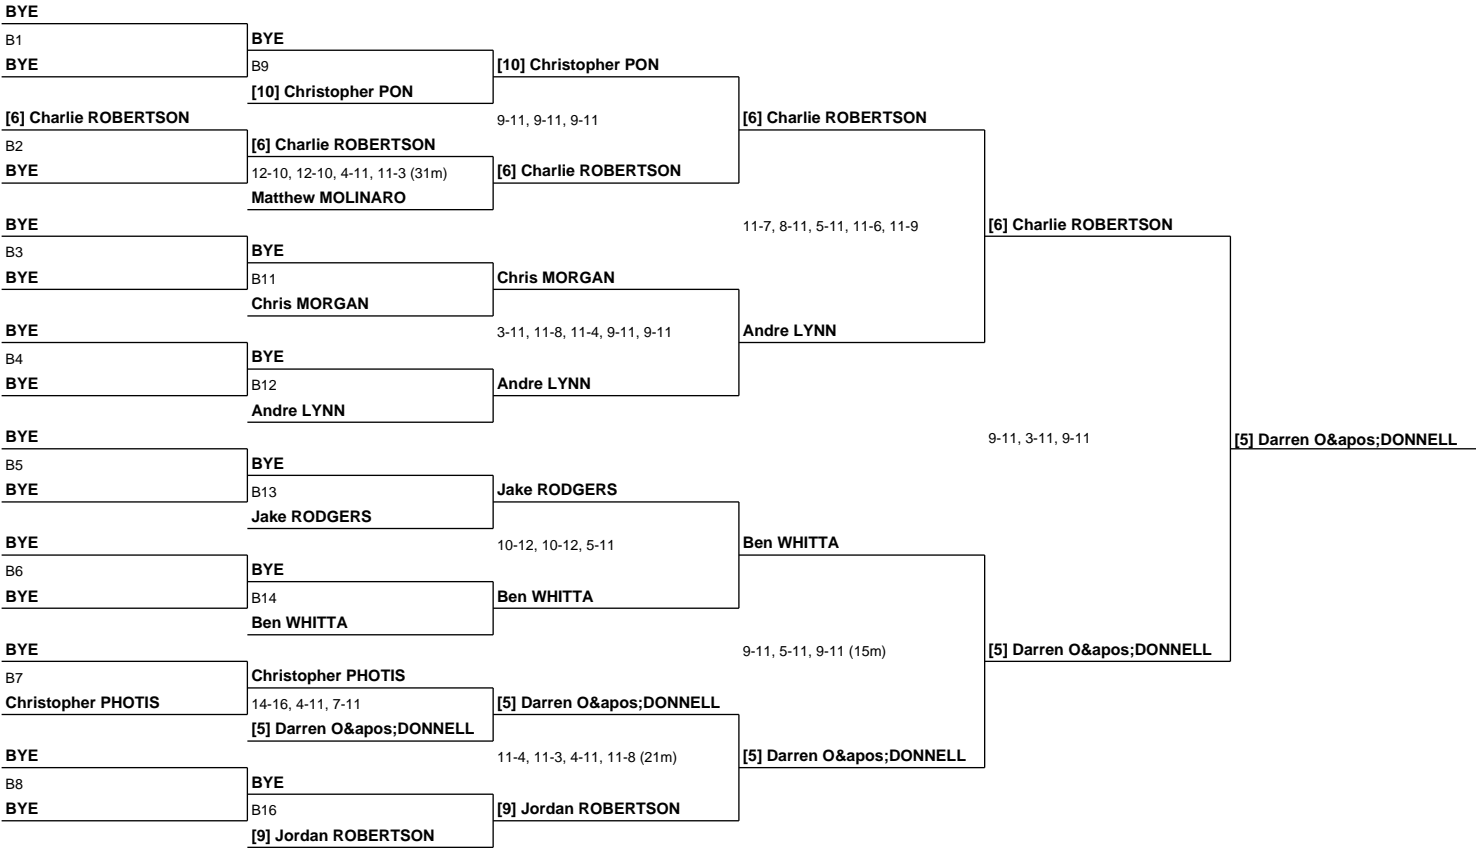 BYE
B1
BYE
[6] Charlie ROBERTSON
B2
BYE
BYE
B3
BYE
BYE
B4
BYE
BYE
B5
BYE
BYE
B6
BYE
BYE
B7
Christopher PHOTIS
BYE
B8
BYE
BYE
B9
[10] Christopher PON
[6] Charlie ROBERTSON
12-10, 12-10, 4-11, 11-3 (31m)
Matthew MOLINARO
BYE
B11
Chris MORGAN
BYE
B12
Andre LYNN
BYE
B13
Jake RODGERS
BYE
B14
Ben WHITTA
Christopher PHOTIS
14-16, 4-11, 7-11
[5] Darren O&apos;DONNELL
BYE
B16
[9] Jordan ROBERTSON
[10] Christopher PON
9-11, 9-11, 9-11
[6] Charlie ROBERTSON
Chris MORGAN
3-11, 11-8, 11-4, 9-11, 9-11
Andre LYNN
Jake RODGERS
10-12, 10-12, 5-11
Ben WHITTA
[5] Darren O&apos;DONNELL
11-4, 11-3, 4-11, 11-8 (21m)
[9] Jordan ROBERTSON
[6] Charlie ROBERTSON
11-7, 8-11, 5-11, 11-6, 11-9
Andre LYNN
Ben WHITTA
9-11, 5-11, 9-11 (15m)
[5] Darren O&apos;DONNELL
[6] Charlie ROBERTSON
9-11, 3-11, 9-11
[5] Darren O&apos;DONNELL
[5] Darren O&apos;DONNELL